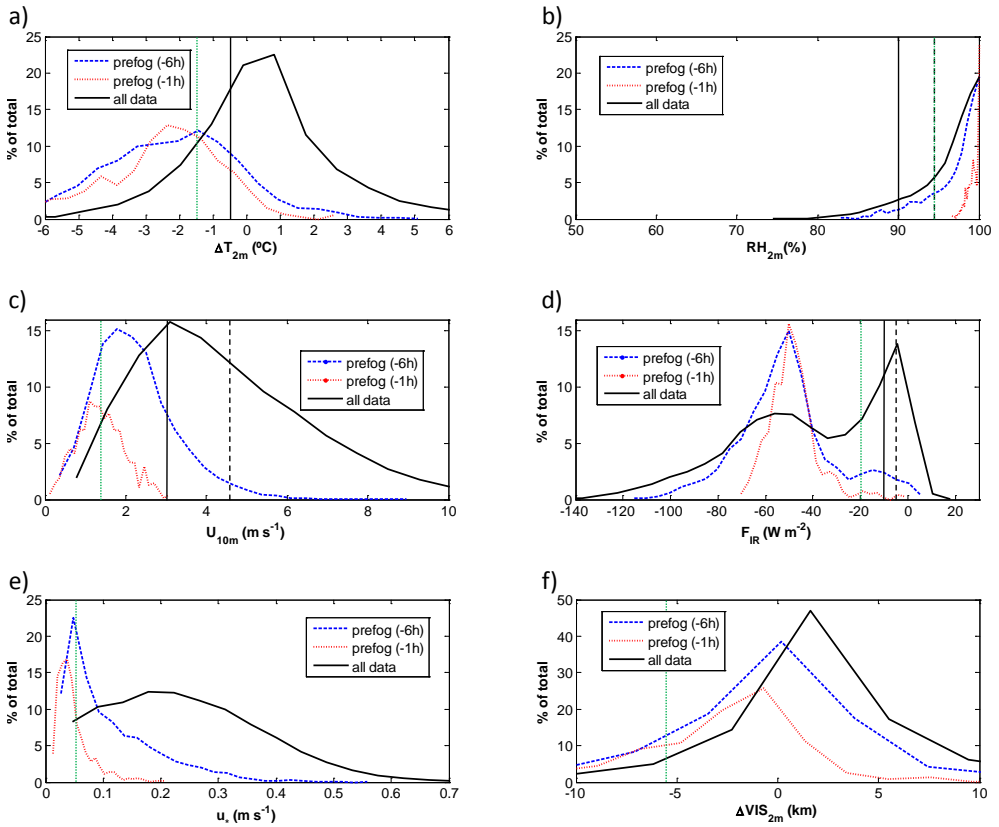 a)
% of total
25
20
15
10
5
0
prefog (-6h)
prefog (-1h)
all data
-6 -5 -4 -3 -2 -1 0 1 2 3 4 5 6
ΔT2m (ºC)
b)
% of total
25
20
15
10
5
0
prefog (-6h)
prefog (-1h)
all data
50 60 70 80 90 100
RH2m(%)
c)
% of total
15
10
5
0
prefog (-6h)
prefog (-1h)
all data
0 2 4 6 8 10
U10m (m s-1)
d)
% of total
15
10
5
0
prefog (-6h)
prefog (-1h)
all data
-140 -120 -100 -80 -60 -40 -20 0 20
FIR (W m-2)
e)
% of total
25
20
15
10
5
0
prefog (-6h)
prefog (-1h)
all data
0 0.1 0.2 0.3 0.4 0.5 0.6 0.7
u* (m s-1)
f)
% of total
50
40
30
20
10
0
prefog (-6h)
prefog (-1h)
all data
-10 -5 0 5 10
ΔVIS2m (km)